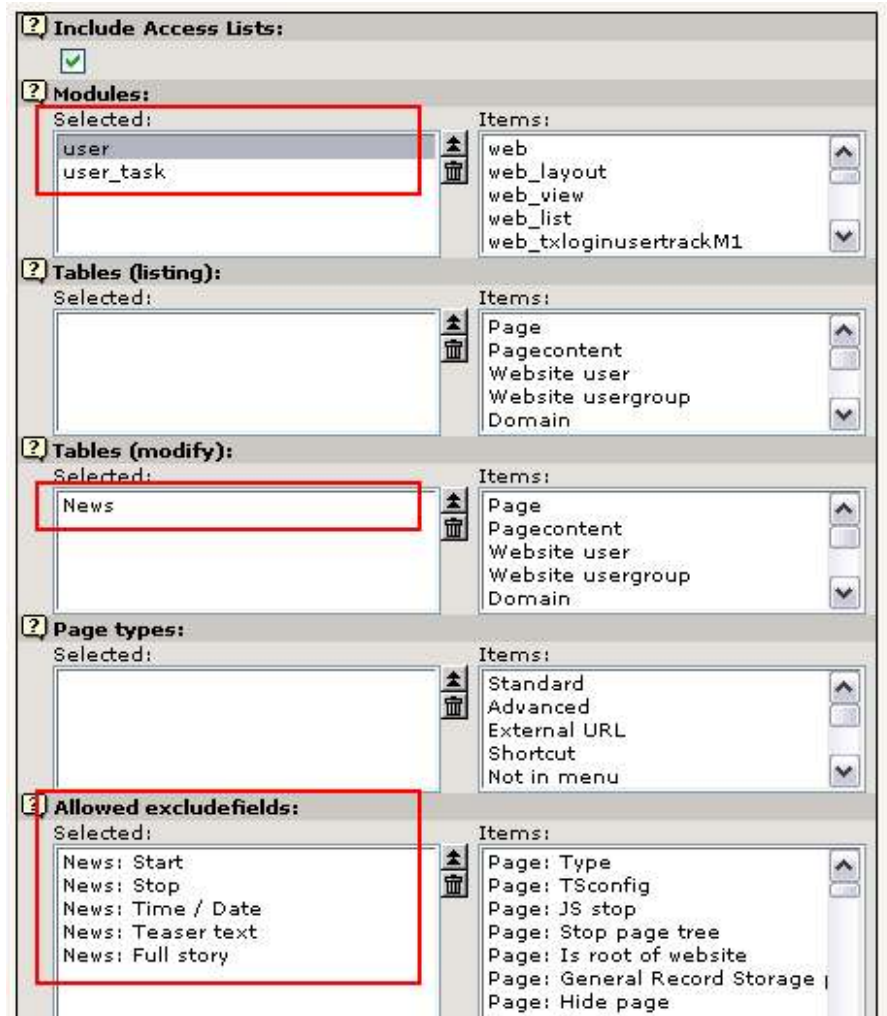 Include Access Lists:
Modules:
Selected:
Items:
user
user_task
web
web_layout
web_view
web_list
web_txloginusertrackM1
Tables (listing):
Selected:
Items:
Page
Pagecontent
Website user
Website usergroup
Domain
Tables (modify):
Selected:
Items:
News
Page
Pagecontent
Website user
Website usergroup
Domain
Page types:
Selected:
Items:
Standard
Advanced
External URL
Shortcut
Not in menu
Allowed excludefields:
Selected:
Items:
News: Start
News: Stop
News: Time / Date
News: Teaser text
News: Full story
Page: Type
Page: TSconfig
Page: JS stop
Page: Stop page tree
Page: Is root of website
Page: General Record Storage
Page: Hide page